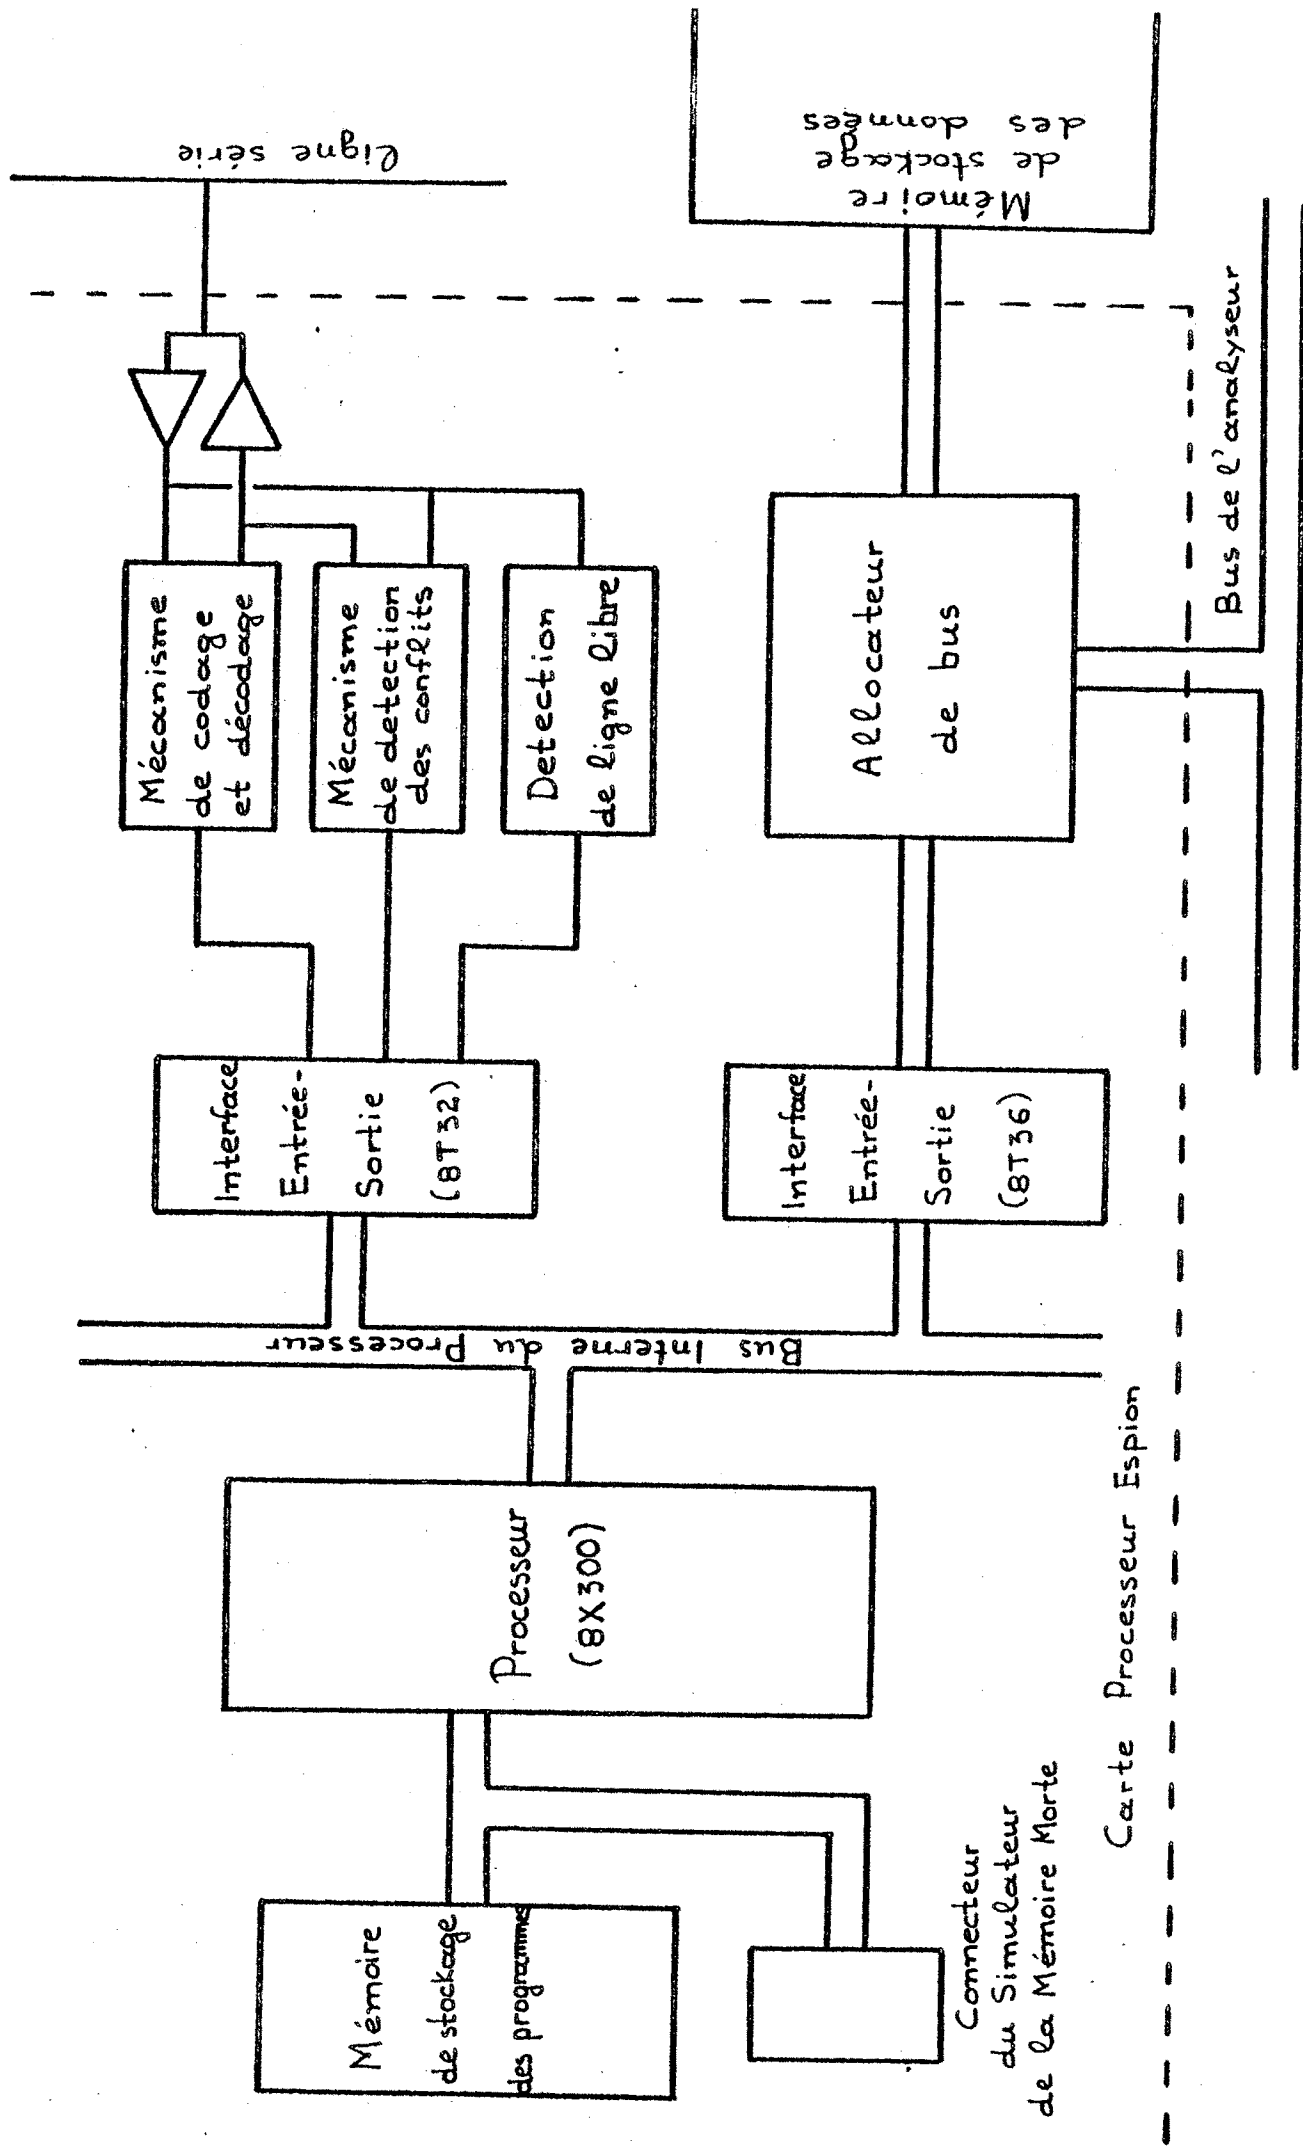 Mémoire
de stockage
des programmes
Connecteur
du Simulateur
de la Mémoire Morte
Processeur
(8X300)
Carte Processeur Espion
Bus Interne du Processeur
Interface
Entrée-
Sortie
(8T32)
Interface
Entrée-
Sortie
(8T36)
Mécanisme
de codage
et décodage
Mécanisme
de detection
des conflits
Detection
de ligne libre
Allocateur
de bus
Bus de l'analyseur
ligne série
Mémoire
de stockage
des données